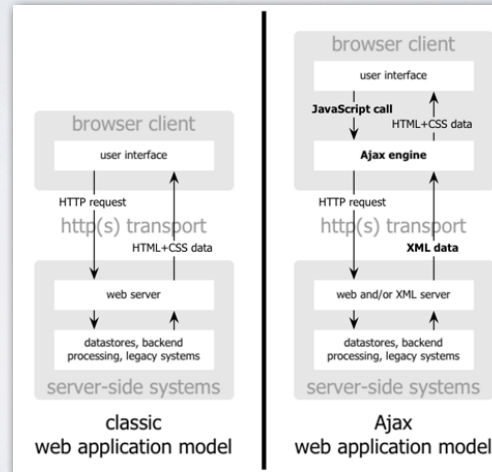 browser client
user interface
HTTP request
http(s) transport
HTML+CSS data
web server
datastores, backend
processing, legacy systems
server-side systems
classic
web application model
browser client
user interface
JavaScript call
HTML+CSS data
Ajax engine
HTTP request
http(s) transport
XML data
web and/or XML server
datastores, backend
processing, legacy systems
server-side systems
Ajax
web application model